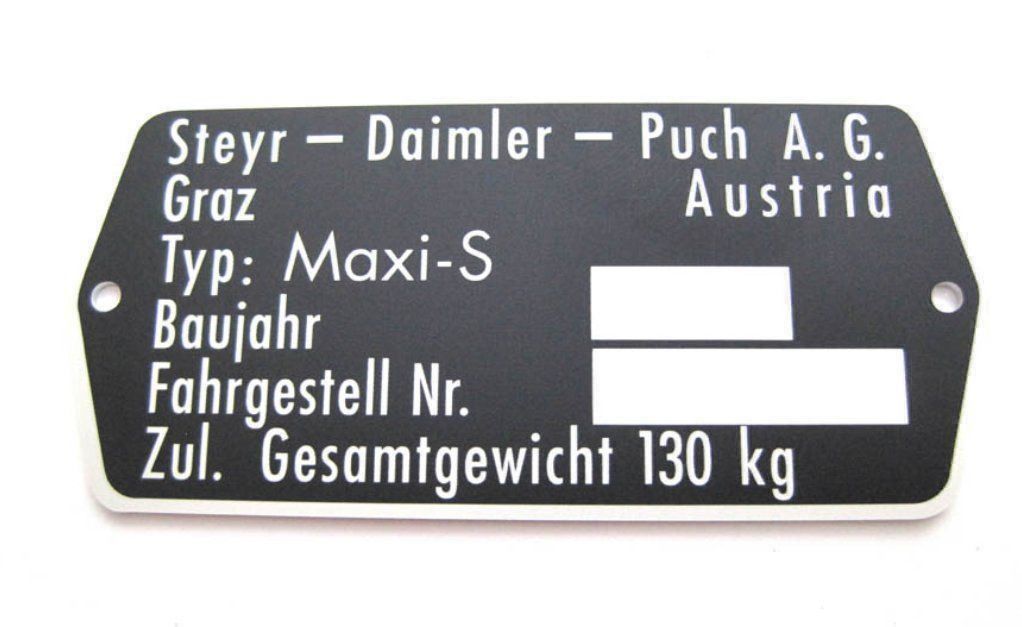 Steyr – Daimler – Puch A. G.
Graz Austria
Typ: Maxi-S
Baujahr
Fahrgestell Nr.
Zul. Gesamtgewicht 130 kg